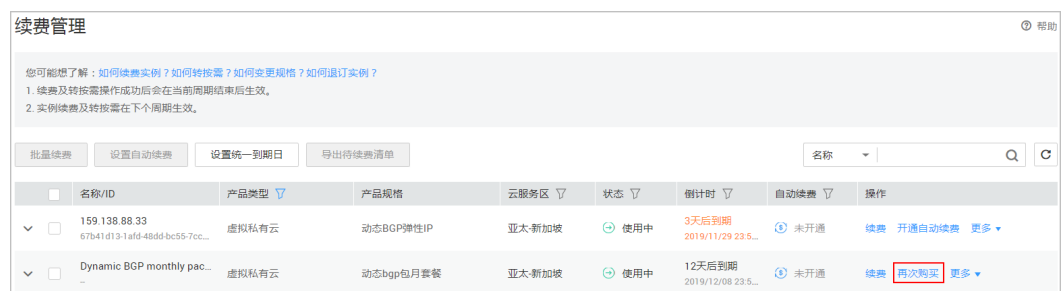 续费管理
帮助
您可能想了解：如何续费实例？如何转按需？如何变更规格？如何退订实例？
1. 续费及转按需操作成功后会在当前周期结束后生效。
2. 实例续费及转按需在下个周期生效。
批量续费 设置自动续费 设置统一到期日 导出待续费清单 名称
名称/ID 产品类型 产品规格 云服务区 状态 倒计时 自动续费 操作
159.138.88.33 虚拟私有云 动态BGP弹性IP 亚太-新加坡 使用中 3天后到期 未开通 续费 开通自动续费 更多
67b41d13-1afd-48dd-bc55-7cc... 2019/11/29 23:5...
Dynamic BGP monthly pac... 虚拟私有云 动态bgp包月套餐 亚太-新加坡 使用中 12天后到期 未开通 续费 再次购买 更多
-- 2019/12/08 23:5...